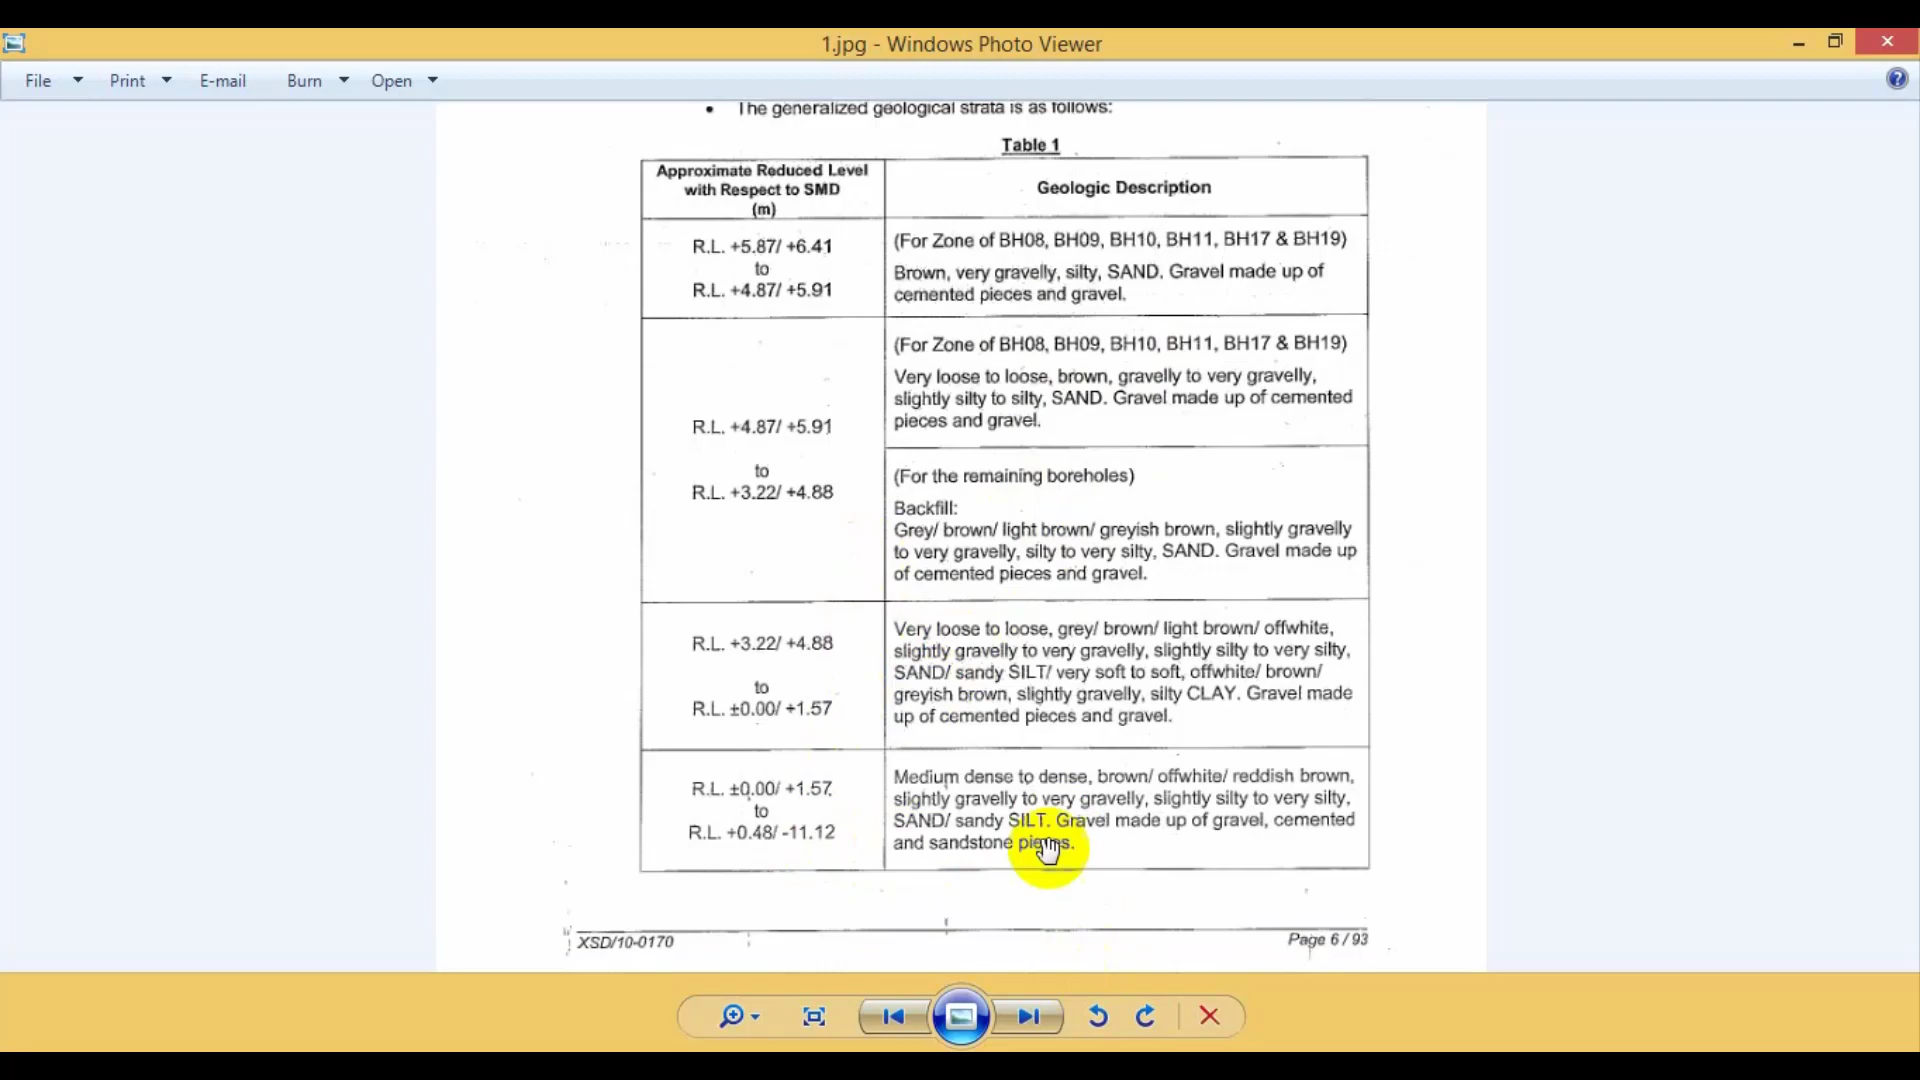 1.jpg - Windows Photo Viewer
File Print E-mail Burn Open
• The generalized geological strata is as follows:
Table 1
Approximate Reduced Level
with Respect to SMD
(m)
Geologic Description
R.L. +5.87/ +6.41
to
R.L. +4.87/ +5.91
(For Zone of BH08, BH09, BH10, BH11, BH17 & BH19)
Brown, very gravelly, silty, SAND. Gravel made up of
cemented pieces and gravel.
R.L. +4.87/ +5.91
to
R.L. +3.22/ +4.88
(For Zone of BH08, BH09, BH10, BH11, BH17 & BH19)
Very loose to loose, brown, gravelly to very gravelly,
slightly silty to silty, SAND. Gravel made up of cemented
pieces and gravel.
(For the remaining boreholes)
Backfill:
Grey/ brown/ light brown/ greyish brown, slightly gravelly
to very gravelly, silty to very silty, SAND. Gravel made up
of cemented pieces and gravel.
R.L. +3.22/ +4.88
to
R.L. ±0.00/ +1.57
Very loose to loose, grey/ brown/ light brown/ offwhite,
slightly gravelly to very gravelly, slightly silty to very silty,
SAND/ sandy SILT/ very soft to soft, offwhite/ brown/
greyish brown, slightly gravelly, silty CLAY. Gravel made
up of cemented pieces and gravel.
R.L. ±0.00/ +1.57
to
R.L. +0.48/ -11.12
Medium dense to dense, brown/ offwhite/ reddish brown,
slightly gravelly to very gravelly, slightly silty to very silty,
SAND/ sandy SILT. Gravel made up of gravel, cemented
and sandstone pieces.
XSD/10-0170
Page 6 / 93